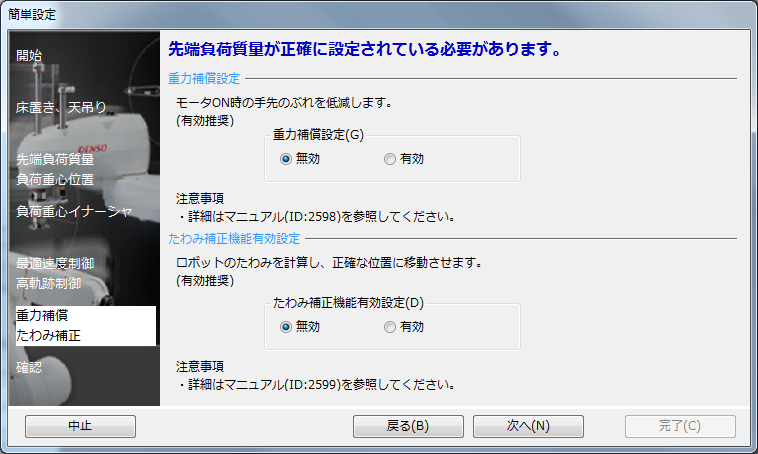 簡単設定
開始
床置き、天吊り
先端負荷質量
負荷重心位置
負荷重心イナーシャ
最適速度制御
高軌跡制御
重力補償
たわみ補正
確認
DENSO
先端負荷質量が正確に設定されている必要があります。
重力補償設定
モータON時の手先のぶれを低減します。
(有効推奨)
重力補償設定(G)
無効 有効
注意事項
・詳細はマニュアル(ID:2598)を参照してください。
たわみ補正機能有効設定
ロボットのたわみを計算し、正確な位置に移動させます。
(有効推奨)
たわみ補正機能有効設定(D)
無効 有効
注意事項
・詳細はマニュアル(ID:2599)を参照してください。
中止 戻る(B) 次へ(N) 完了(C)